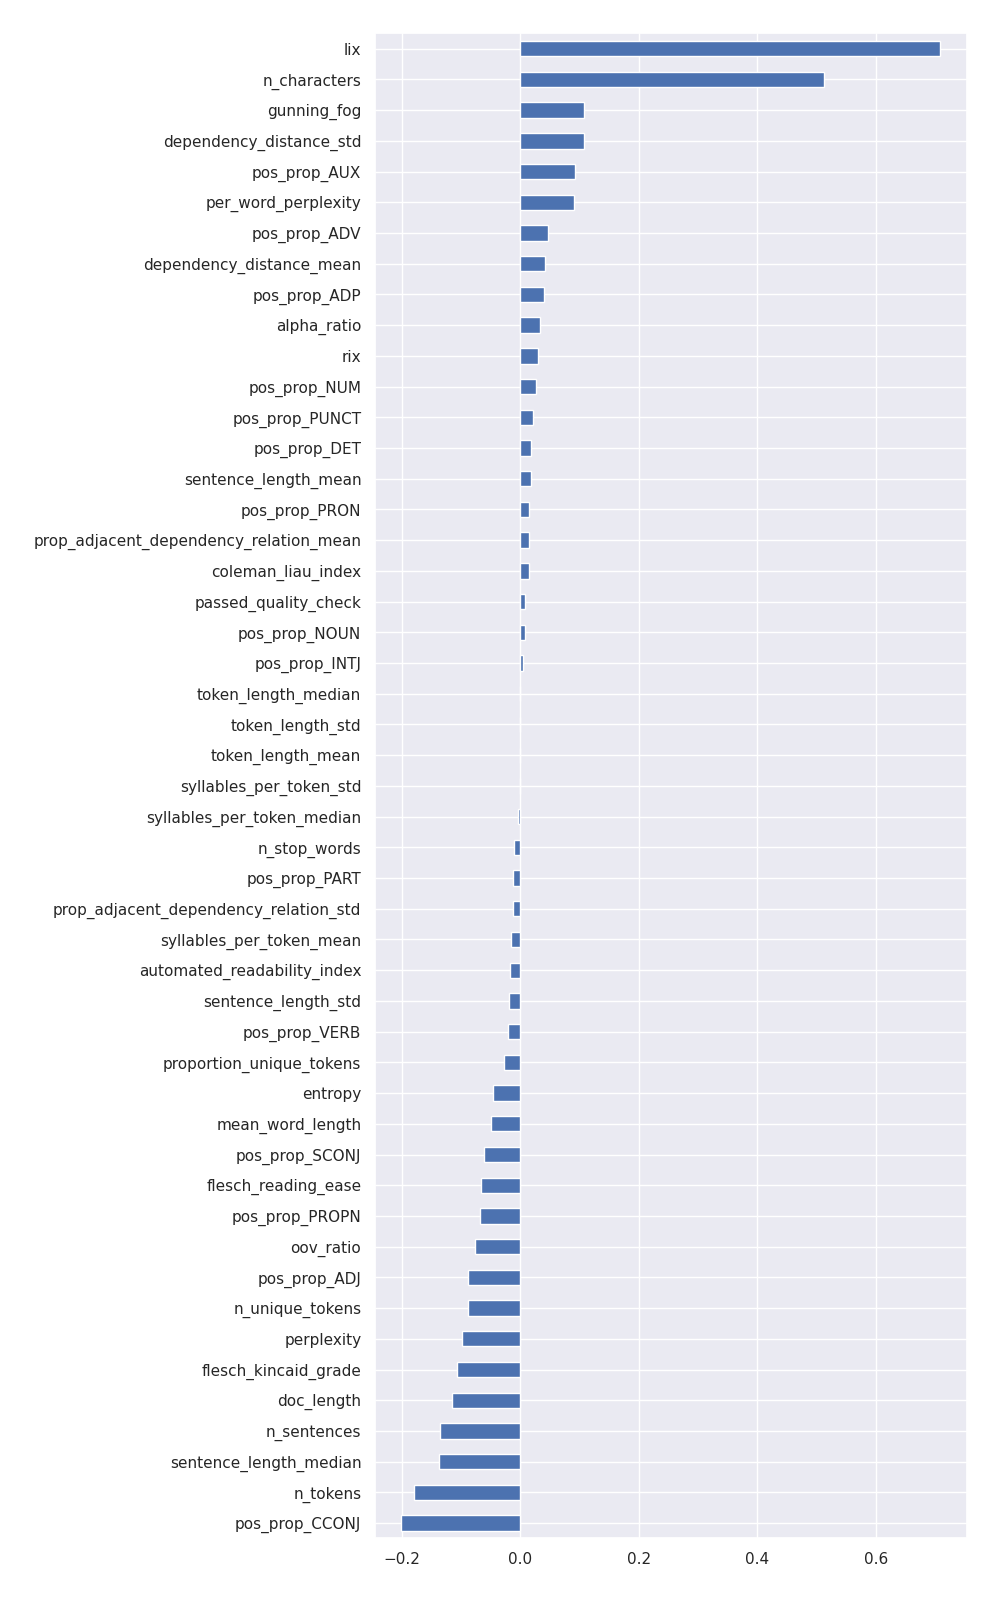 lix
n_characters
gunning_fog
dependency_distance_std
pos_prop_AUX
per_word_perplexity
pos_prop_ADV
dependency_distance_mean
pos_prop_ADP
alpha_ratio
rix
pos_prop_NUM
pos_prop_PUNCT
pos_prop_DET
sentence_length_mean
pos_prop_PRON
prop_adjacent_dependency_relation_mean
coleman_liau_index
passed_quality_check
pos_prop_NOUN
pos_prop_INTJ
token_length_median
token_length_std
token_length_mean
syllables_per_token_std
syllables_per_token_median
n_stop_words
pos_prop_PART
prop_adjacent_dependency_relation_std
syllables_per_token_mean
automated_readability_index
sentence_length_std
pos_prop_VERB
proportion_unique_tokens
entropy
mean_word_length
pos_prop_SCONJ
flesch_reading_ease
pos_prop_PROPN
oov_ratio
pos_prop_ADJ
n_unique_tokens
perplexity
flesch_kincaid_grade
doc_length
n_sentences
sentence_length_median
n_tokens
pos_prop_CCONJ
−0.2 0.0 0.2 0.4 0.6